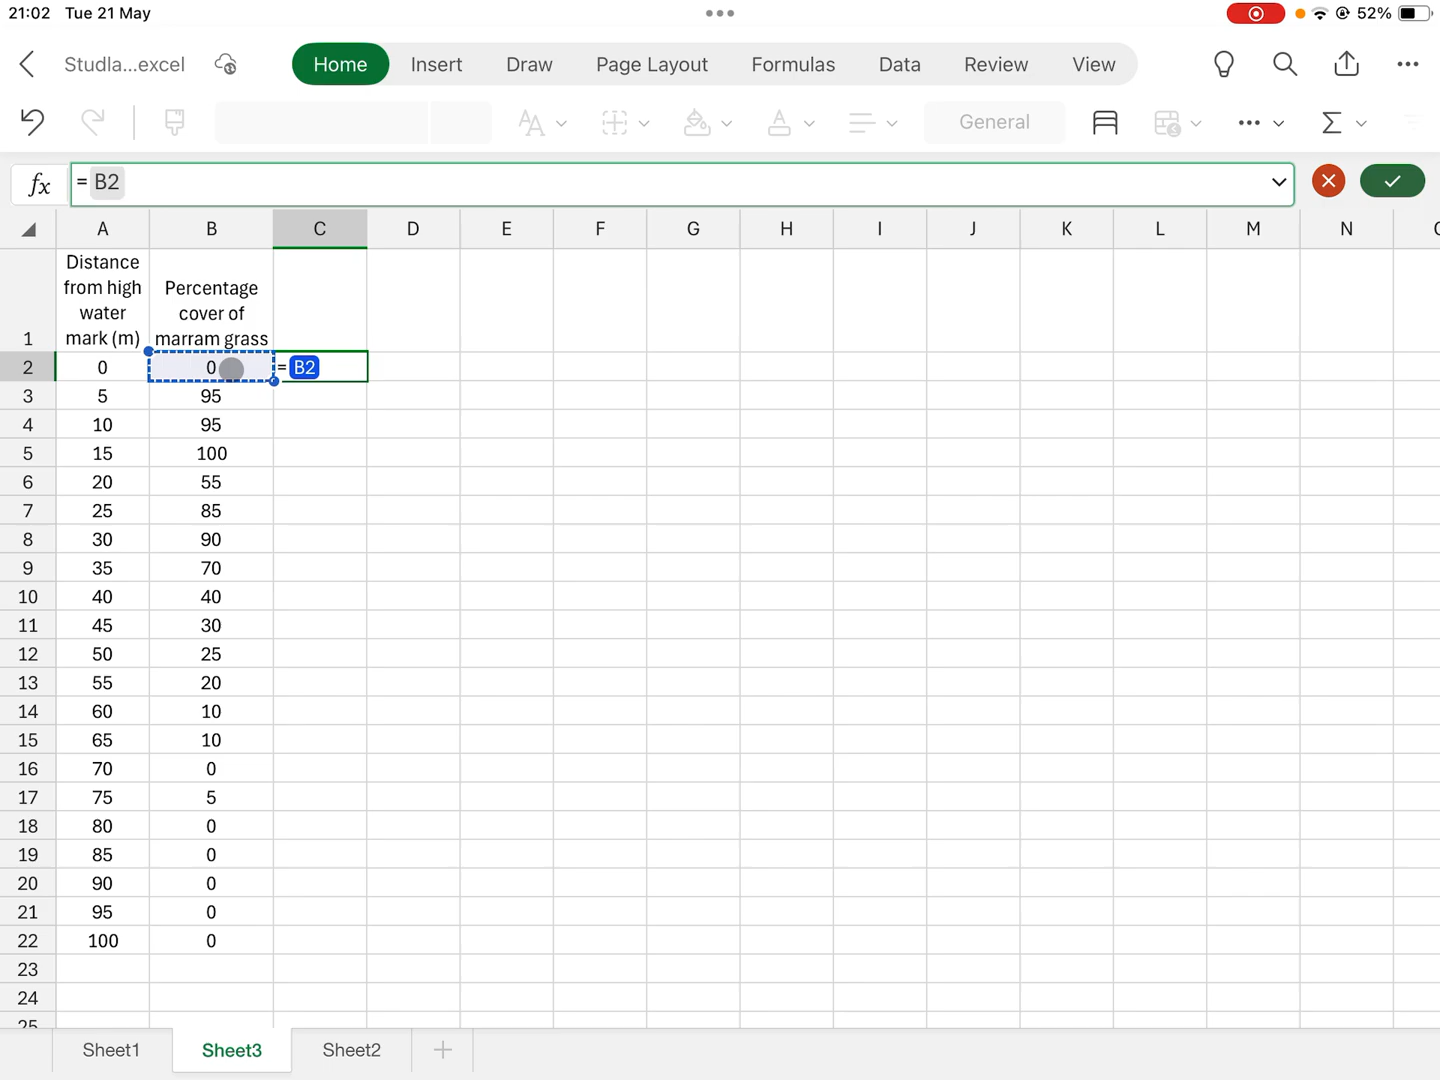 21:02 Tue 21 May
52%
Studla...excel
Home Insert Draw Page Layout Formulas Data Review View
General
fx = B2
A B C D E F G H I J K L M N
1 Distance from high water mark (m) Percentage cover of marram grass
2 0 0 = B2
3 5 95
4 10 95
5 15 100
6 20 55
7 25 85
8 30 90
9 35 70
10 40 40
11 45 30
12 50 25
13 55 20
14 60 10
15 65 10
16 70 0
17 75 5
18 80 0
19 85 0
20 90 0
21 95 0
22 100 0
23
24
25
Sheet1 Sheet3 Sheet2